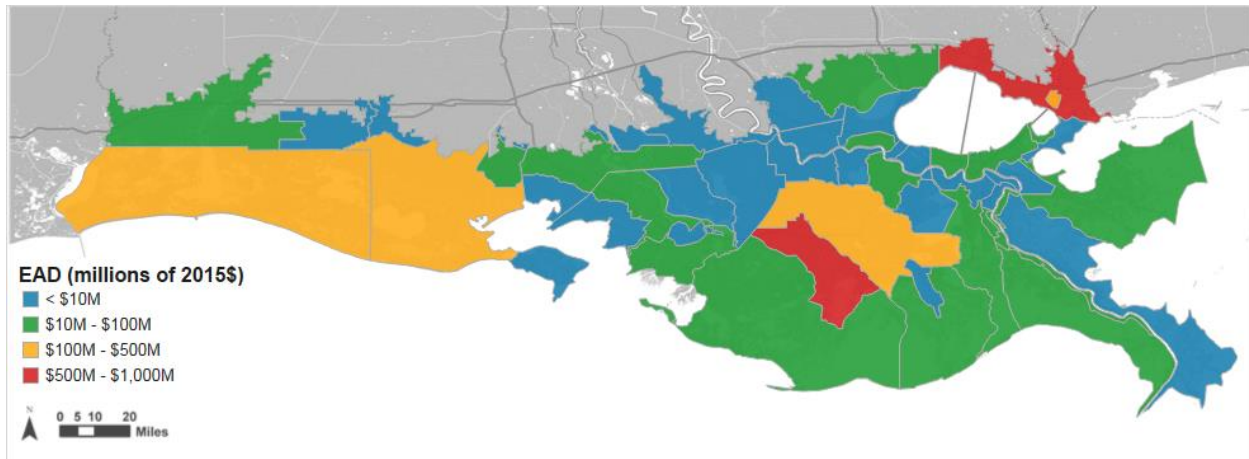 EAD (millions of 2015$)
< $10M
$10M - $100M
$100M - $500M
$500M - $1,000M
N
0 5 10 20
Miles